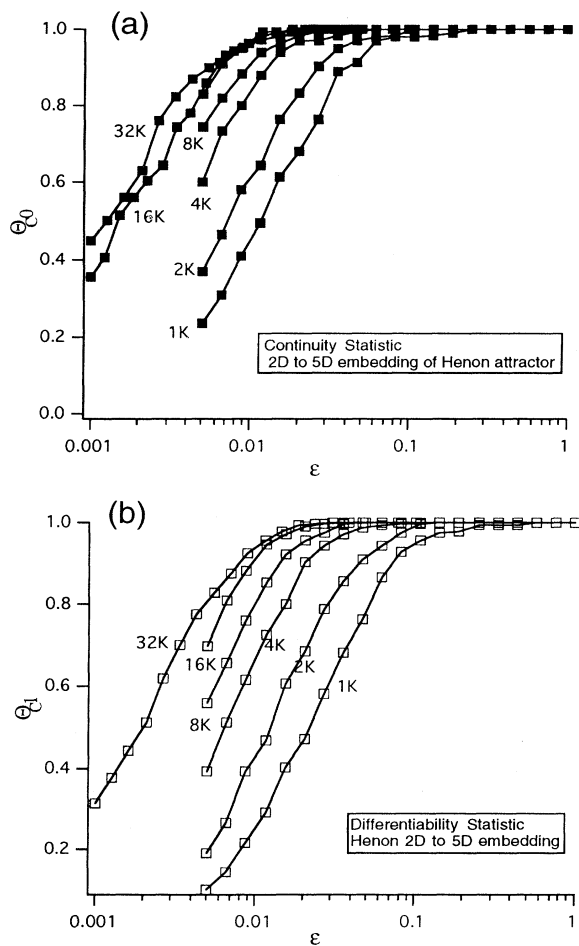 (a)
1.0
0.8
0.6
0.4
0.2
0.0
ΘC0
32K
16K
8K
4K
2K
1K
Continuity Statistic
2D to 5D embedding of Henon attractor
0.001
0.01
0.1
1
ε
(b)
1.0
0.8
0.6
0.4
0.2
ΘC1
32K
16K
8K
4K
2K
1K
Differentiability Statistic
Henon 2D to 5D embedding
0.001
0.01
0.1
1
ε